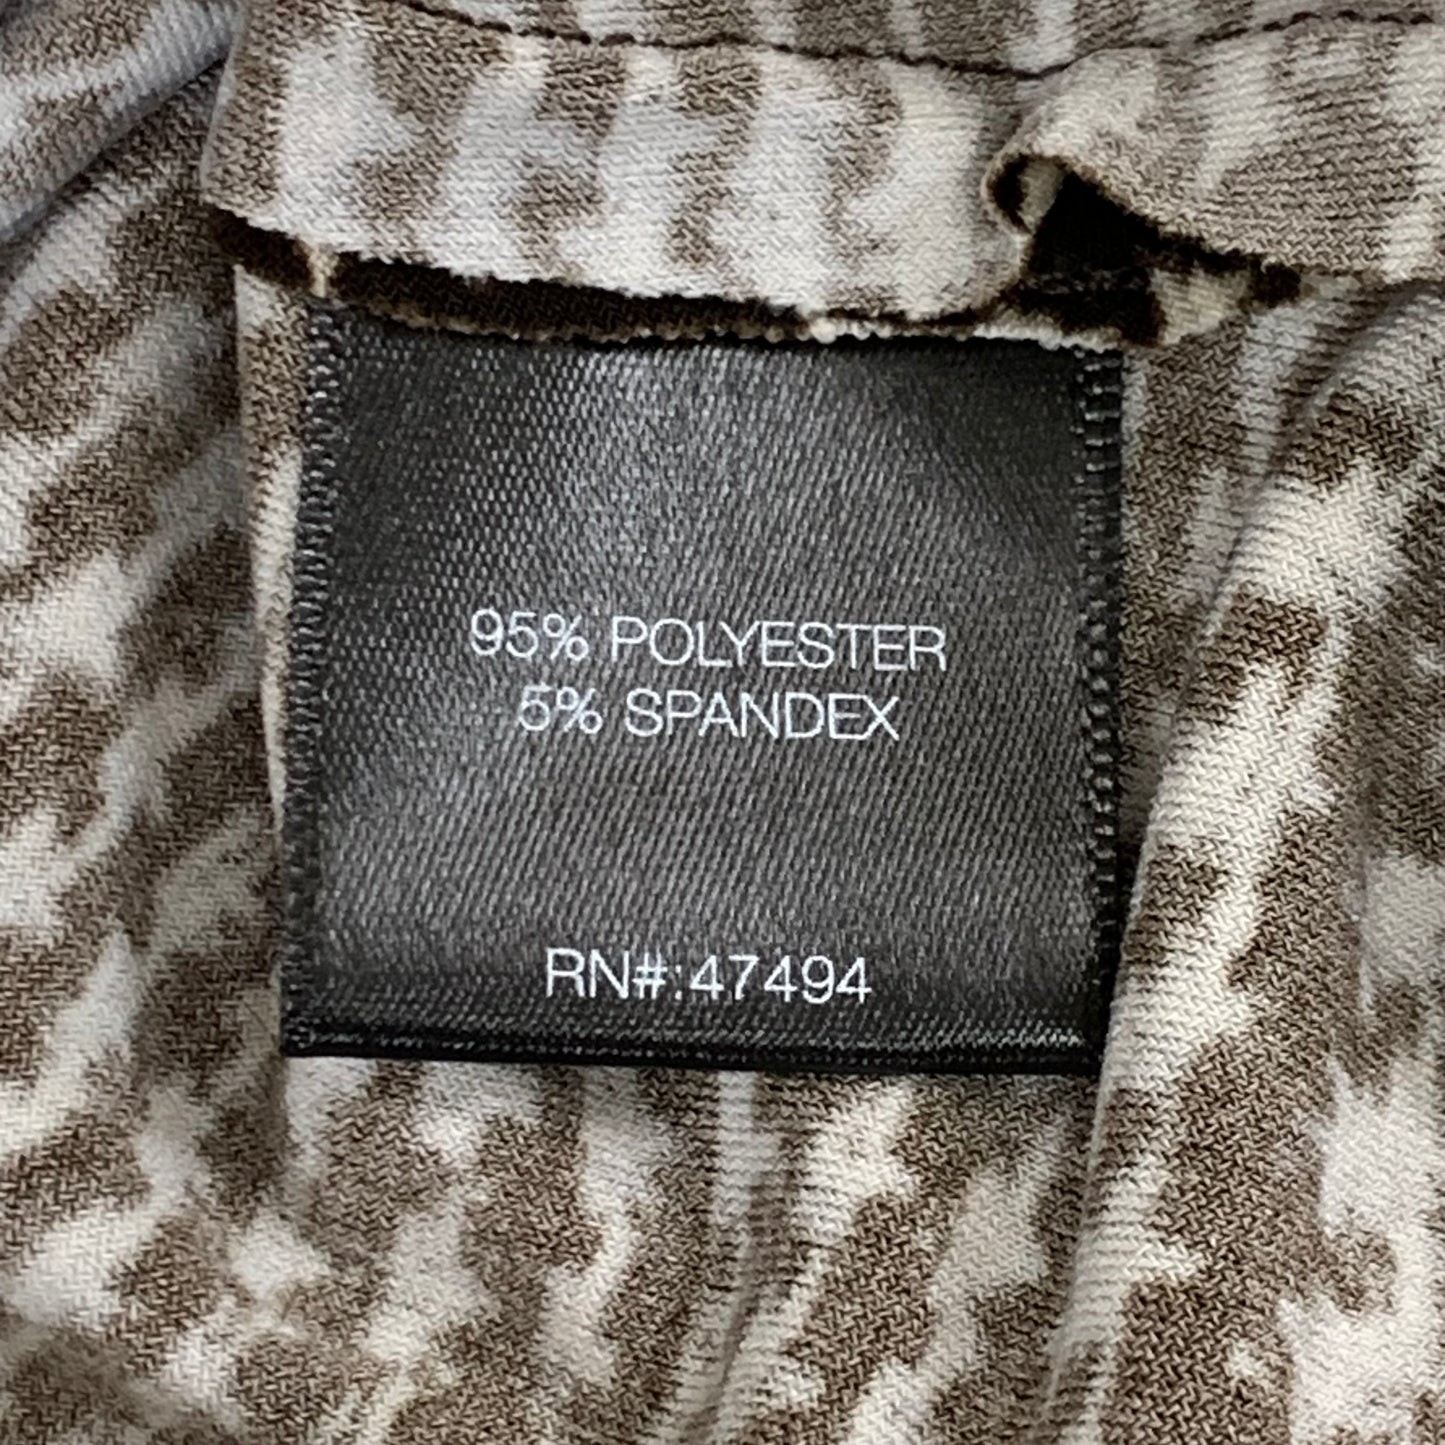 95% POLYESTER
5% SPANDEX
RN#:47494